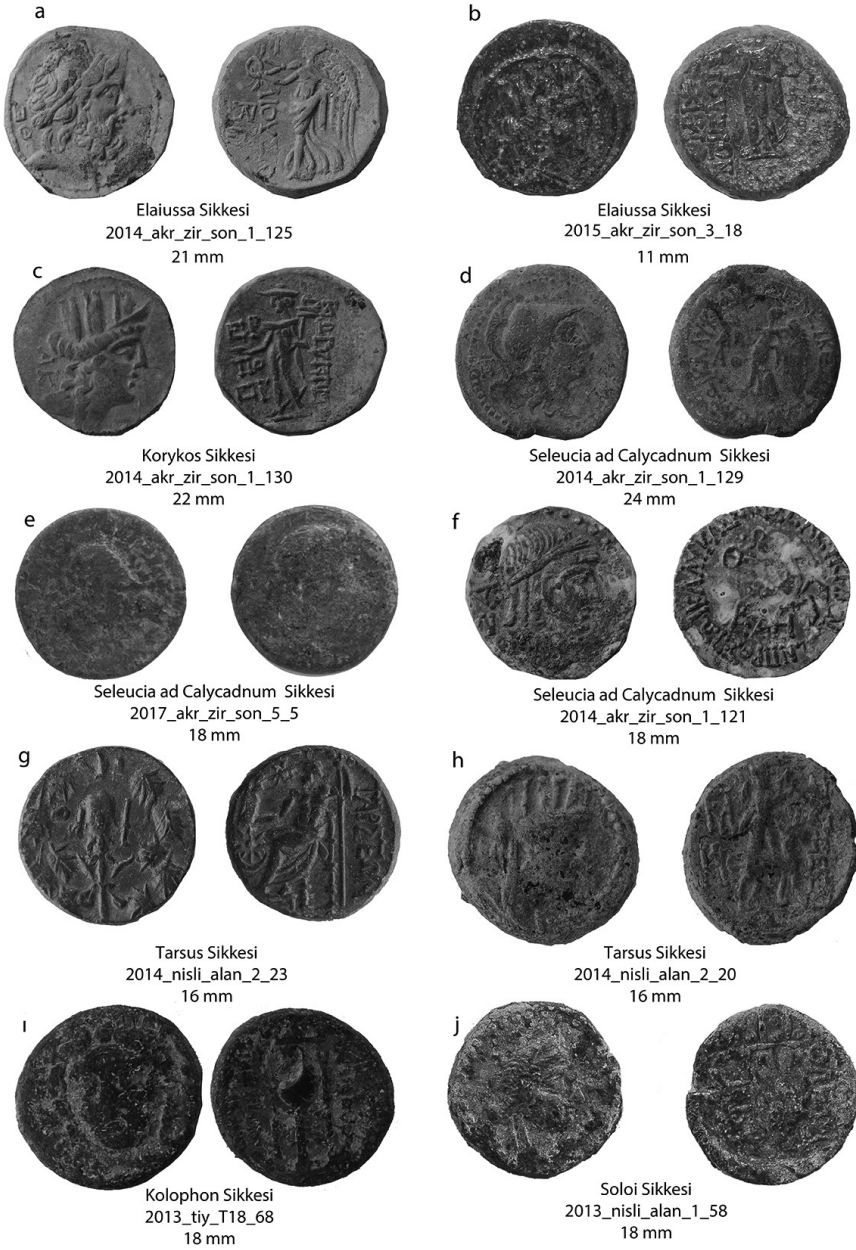 a
b
Elaiussa Sikkesi
2014_akr_zir_son_1_125
21 mm
Elaiussa Sikkesi
2015_akr_zir_son_3_18
11 mm
c
d
Korykos Sikkesi
2014_akr_zir_son_1_130
22 mm
Seleucia ad Calycadnum Sikkesi
2014_akr_zir_son_1_129
24 mm
e
f
Seleucia ad Calycadnum Sikkesi
2017_akr_zir_son_5_5
18 mm
Seleucia ad Calycadnum Sikkesi
2014_akr_zir_son_1_121
18 mm
g
h
Tarsus Sikkesi
2014_nisli_alan_2_23
16 mm
Tarsus Sikkesi
2014_nisli_alan_2_20
16 mm
ı
j
Kolophon Sikkesi
2013_tiy_T18_68
18 mm
Soloi Sikkesi
2013_nisli_alan_1_58
18 mm